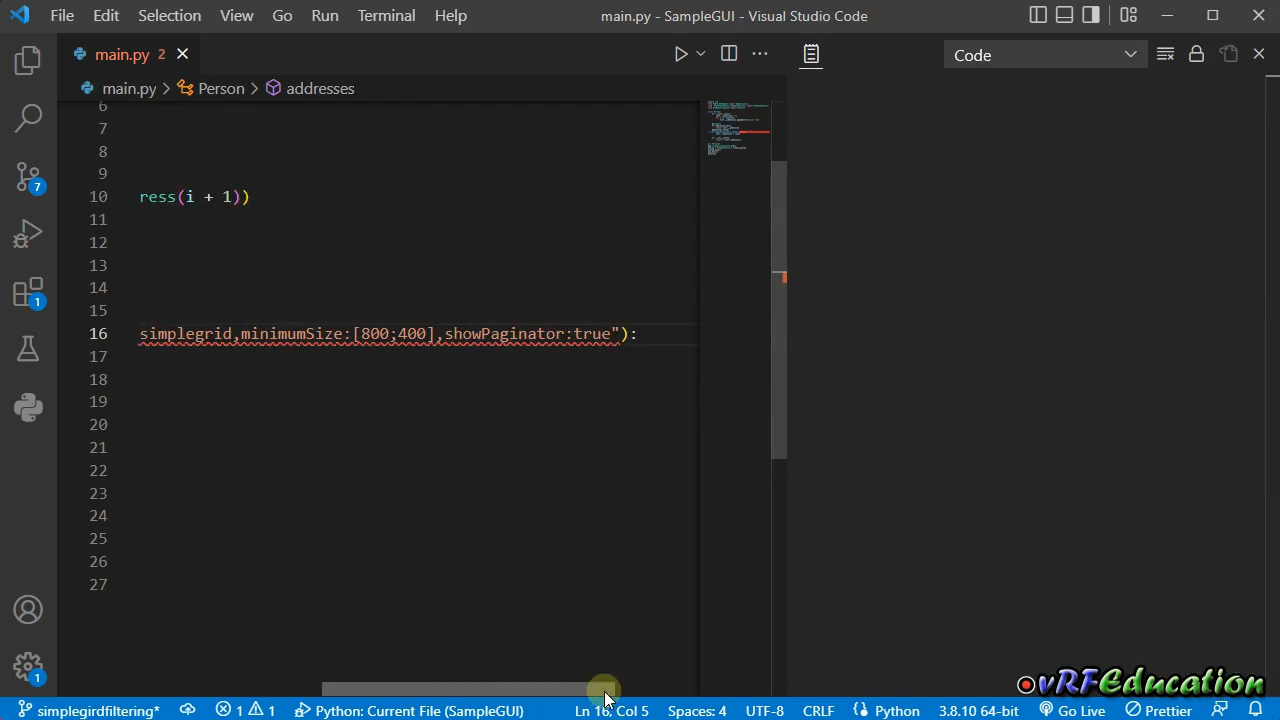 File Edit Selection View Go Run Terminal Help main.py - SampleGUI - Visual Studio Code
main.py 2
Code
main.py > Person > addresses
6
7
8
9
10 ress(i + 1))
11
12
13
14
15
16 simplegrid,minimumSize:[800;400],showPaginator:true"):
17
18
19
20
21
22
23
24
25
26
27
7
1
1
vRFEducation
simplegirdfiltering* 1 1 Python: Current File (SampleGUI) Ln 16, Col 5 Spaces: 4 UTF-8 CRLF Python 3.8.10 64-bit Go Live Prettier